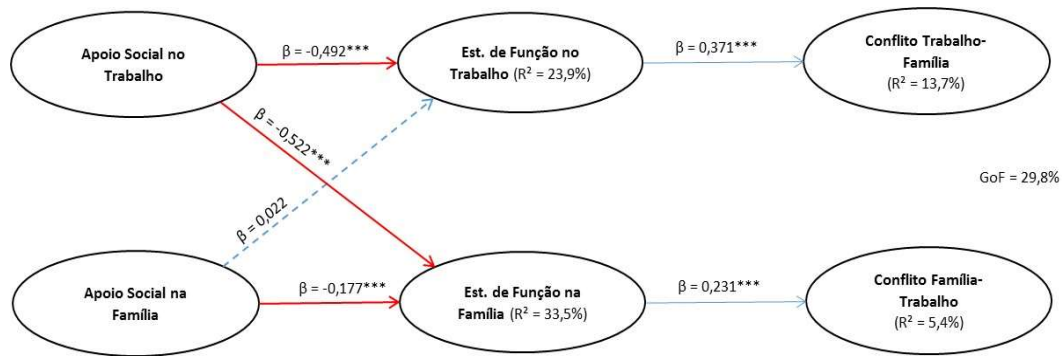 Apoio Social no
Trabalho
β = -0,492***
Est. de Função no
Trabalho (R² = 23,9%)
β = 0,371***
Conflito Trabalho-
Família
(R² = 13,7%)
β = -0,522***
β = 0,022
GoF = 29,8%
Apoio Social na
Família
β = -0,177***
Est. de Função na
Família (R² = 33,5%)
β = 0,231***
Conflito Família-
Trabalho
(R² = 5,4%)